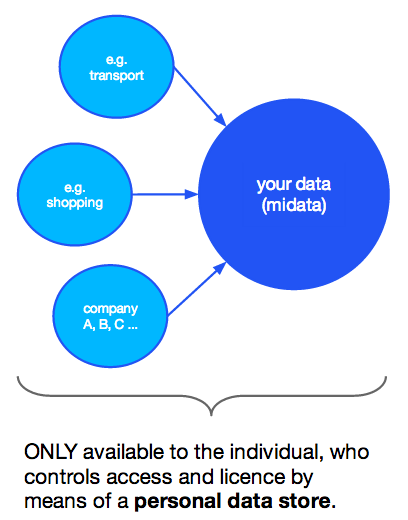 e.g.
transport
e.g.
shopping
your data
(midata)
company
A, B, C ...
ONLY available to the individual, who
controls access and licence by
means of a personal data store.